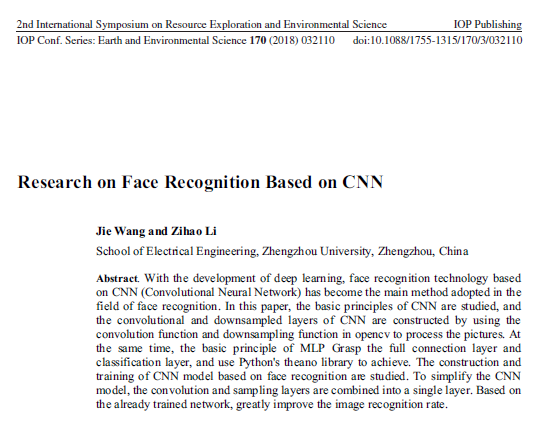 2nd International Symposium on Resource Exploration and Environmental Science IOP Publishing
IOP Conf. Series: Earth and Environmental Science 170 (2018) 032110 doi:10.1088/1755-1315/170/3/032110
Research on Face Recognition Based on CNN
Jie Wang and Zihao Li
School of Electrical Engineering, Zhengzhou University, Zhengzhou, China
Abstract. With the development of deep learning, face recognition technology based
on CNN (Convolutional Neural Network) has become the main method adopted in the
field of face recognition. In this paper, the basic principles of CNN are studied, and
the convolutional and downsampled layers of CNN are constructed by using the
convolution function and downsampling function in opencv to process the pictures. At
the same time, the basic principle of MLP Grasp the full connection layer and
classification layer, and use Python's theano library to achieve. The construction and
training of CNN model based on face recognition are studied. To simplify the CNN
model, the convolution and sampling layers are combined into a single layer. Based on
the already trained network, greatly improve the image recognition rate.